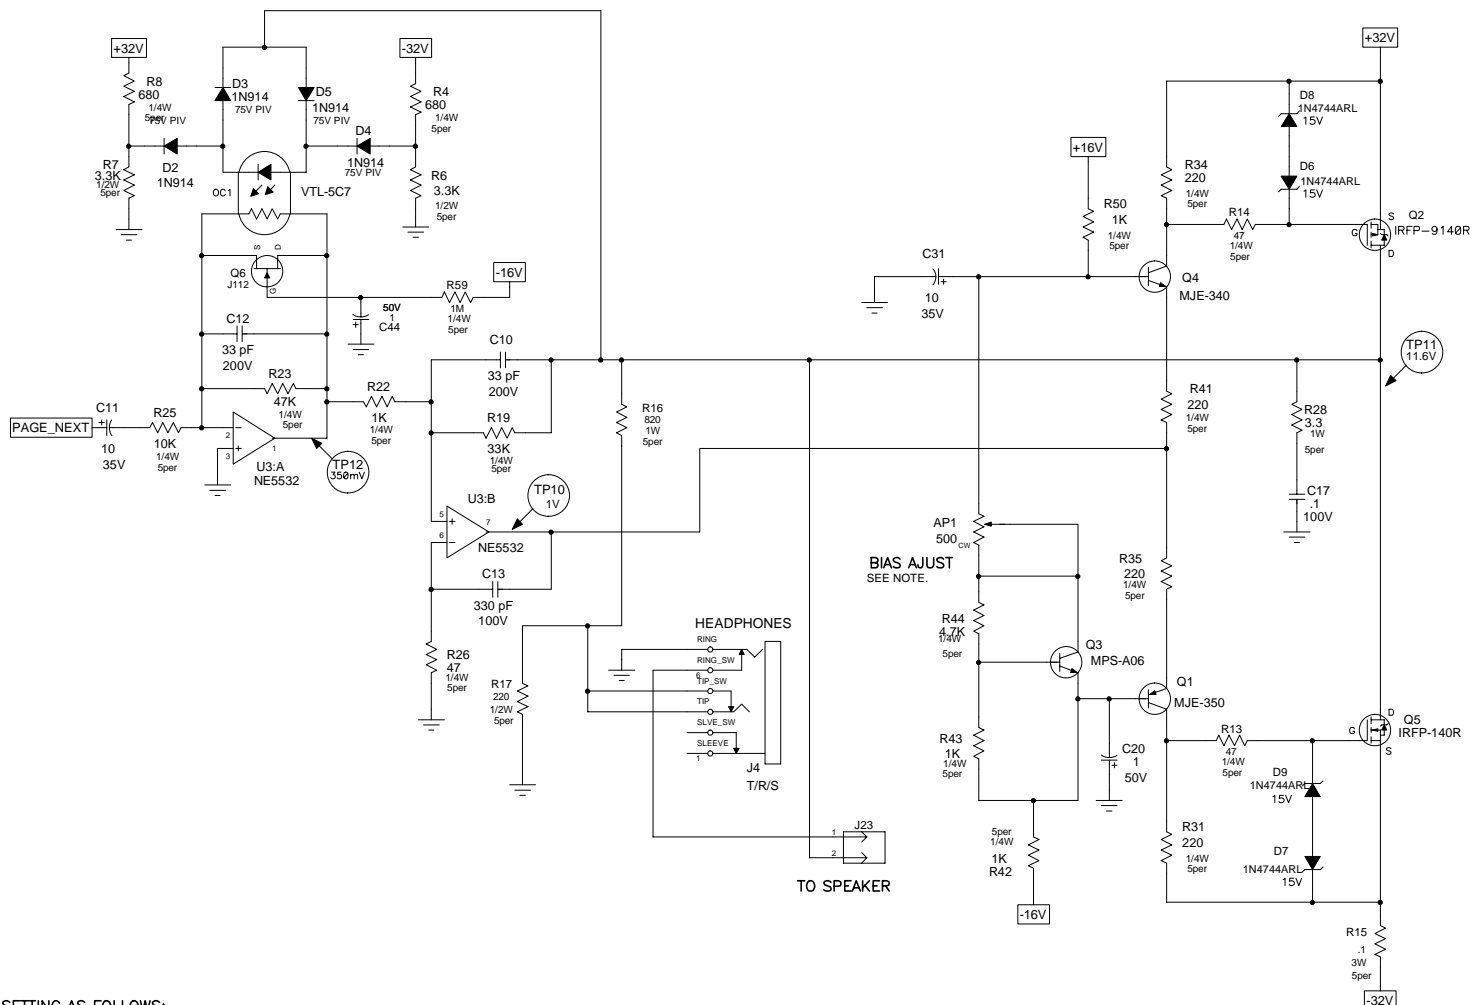 +32V
-32V
+32V
R8
680
1/4W
5per
75V PIV
D3
1N914
75V PIV
D5
1N914
75V PIV
R4
680
1/4W
5per
D2
1N914
D4
1N914
75V PIV
R7
3.3K
1/2W
5per
OC1
VTL-5C7
R6
3.3K
1/2W
5per
S
D
G
Q6
J112
-16V
R59
1M
1/4W
5per
50V
1
C44
+
C12
33 pF
200V
C10
33 pF
200V
R23
47K
1/4W
5per
R22
1K
1/4W
5per
R19
33K
1/4W
5per
PAGE_NEXT
C11
+
10
35V
R25
10K
1/4W
5per
2
3
1
U3:A
NE5532
TP12
350mV
U3:B
TP10
1V
5
6
7
NE5532
C13
330 pF
100V
R26
47
1/4W
5per
R16
820
1W
5per
R17
220
1/2W
5per
HEADPHONES
RING
RING_SW
6
TIP_SW
TIP
SLVE_SW
SLEEVE
1
J4
T/R/S
J23
1
2
TO SPEAKER
C31
+
10
35V
+16V
R50
1K
1/4W
5per
R34
220
1/4W
5per
D8
1N4744ARL
15V
D6
1N4744ARL
15V
R14
47
1/4W
5per
S
G
D
Q2
IRFP-9140R
Q4
MJE-340
TP11
11.6V
R41
220
1/4W
5per
R28
3.3
1W
5per
C17
.1
100V
AP1
500
CW
BIAS AJUST
SEE NOTE.
R35
220
1/4W
5per
R44
4.7K
1/4W
5per
Q3
MPS-A06
Q1
MJE-350
R43
1K
1/4W
5per
C20
1
50V
+
R13
47
1/4W
5per
D
G
S
Q5
IRFP-140R
D9
1N4744ARL
15V
D7
1N4744ARL
15V
R31
220
1/4W
5per
5per
1/4W
1K
R42
-16V
R15
.1
3W
5per
-32V
SETTING AS FOLLOWS: